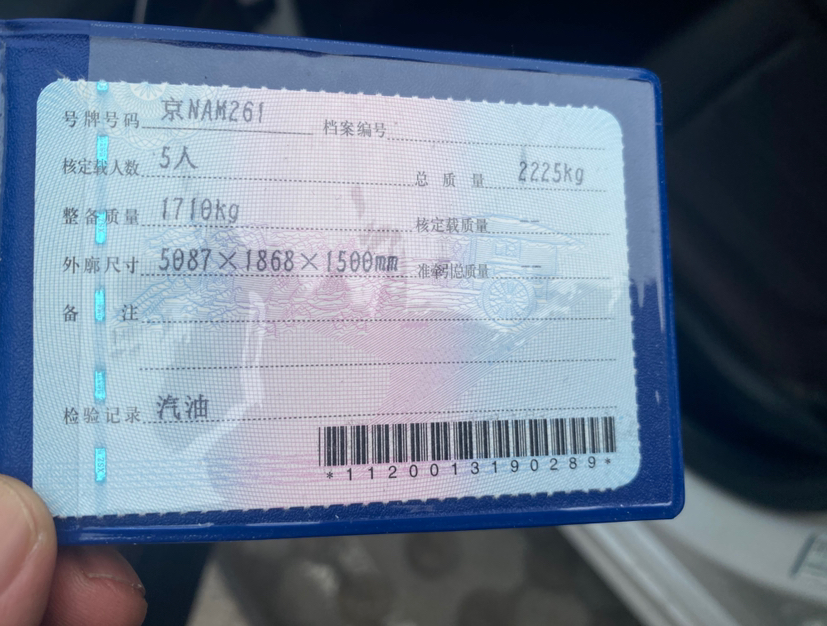 号牌号码 京NAM261 档案编号
核定载人数 5人 总质量 2225kg
整备质量 1710kg 核定载质量 --
外廓尺寸 5087×1868×1500mm 准牵引总质量 --
备注
检验记录 汽油
*1120013190289*